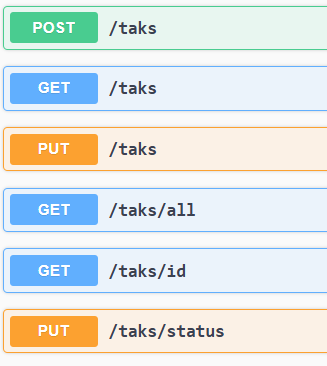 POST /taks
GET /taks
PUT /taks
GET /taks/all
GET /taks/id
PUT /taks/status